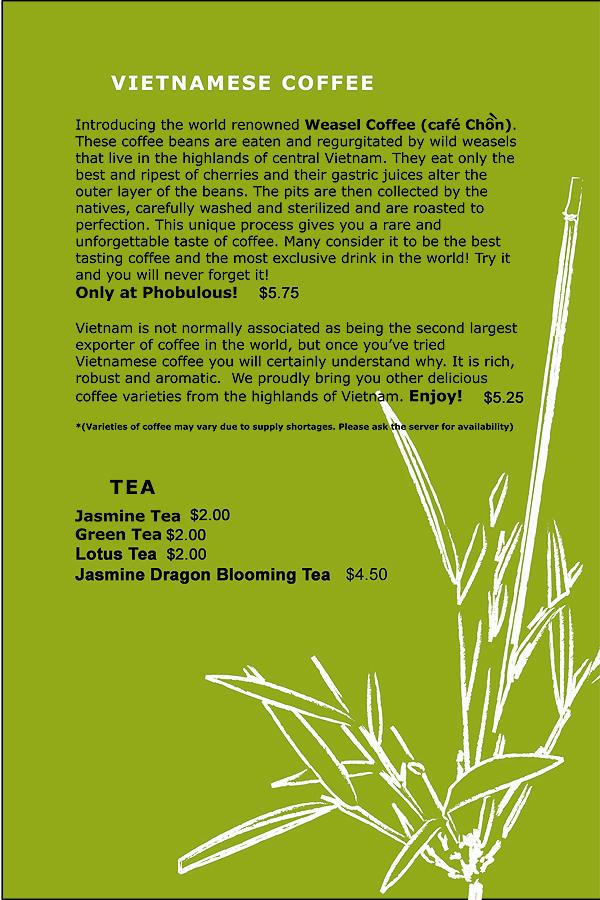 VIETNAMESE COFFEE
Introducing the world renowned Weasel Coffee (café Chồn).
These coffee beans are eaten and regurgitated by wild weasels
that live in the highlands of central Vietnam. They eat only the
best and ripest of cherries and their gastric juices alter the
outer layer of the beans. The pits are then collected by the
natives, carefully washed and sterilized and are roasted to
perfection. This unique process gives you a rare and
unforgettable taste of coffee. Many consider it to be the best
tasting coffee and the most exclusive drink in the world! Try it
and you will never forget it!
Only at Phobulous! $5.75
Vietnam is not normally associated as being the second largest
exporter of coffee in the world, but once you've tried
Vietnamese coffee you will certainly understand why. It is rich,
robust and aromatic. We proudly bring you other delicious
coffee varieties from the highlands of Vietnam. Enjoy! $5.25
*(Varieties of coffee may vary due to supply shortages. Please ask the server for availability)
TEA
Jasmine Tea $2.00
Green Tea $2.00
Lotus Tea $2.00
Jasmine Dragon Blooming Tea $4.50